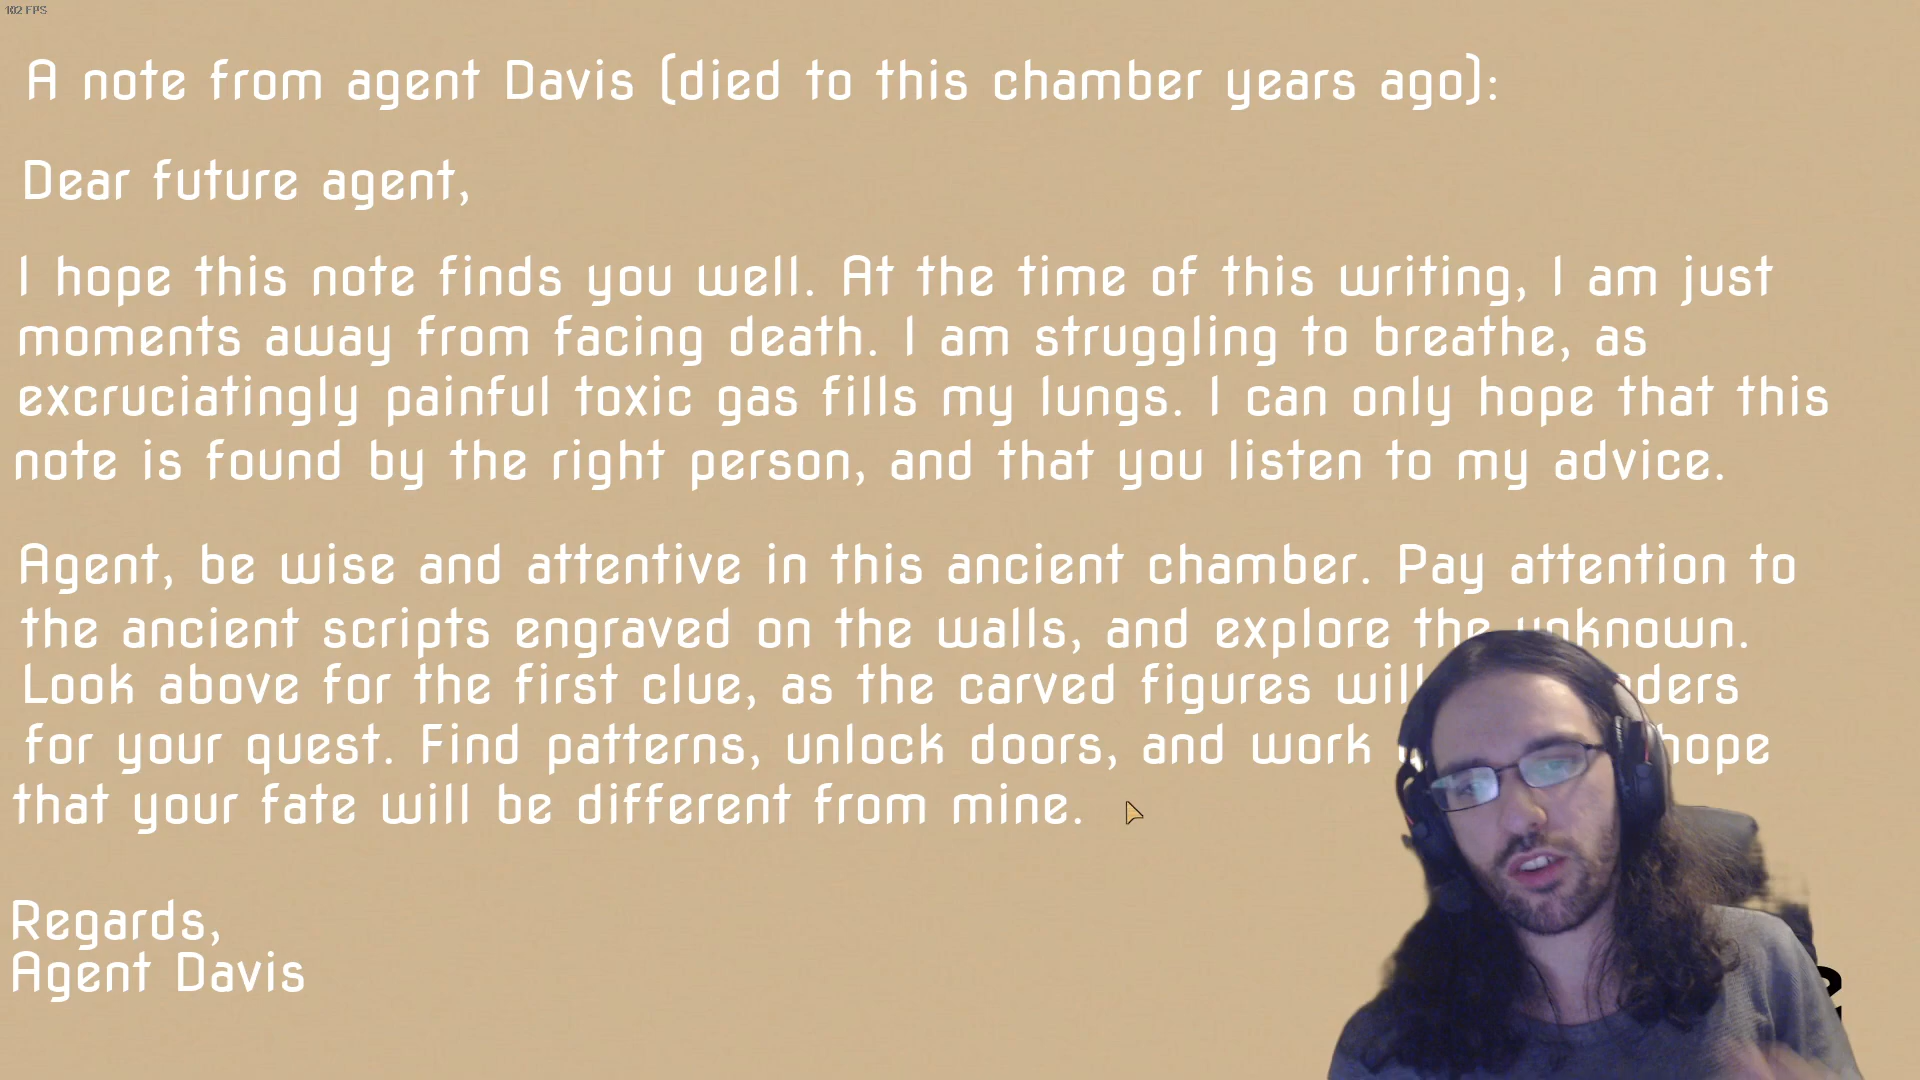 102 FPS
A note from agent Davis (died to this chamber years ago):
Dear future agent,
I hope this note finds you well. At the time of this writing, I am just
moments away from facing death. I am struggling to breathe, as
excruciatingly painful toxic gas fills my lungs. I can only hope that this
note is found by the right person, and that you listen to my advice.
Agent, be wise and attentive in this ancient chamber. Pay attention to
the ancient scripts engraved on the walls, and explore the unknown.
Look above for the first clue, as the carved figures will
for your quest. Find patterns, unlock doors, and work hope
that your fate will be different from mine.
Regards,
Agent Davis